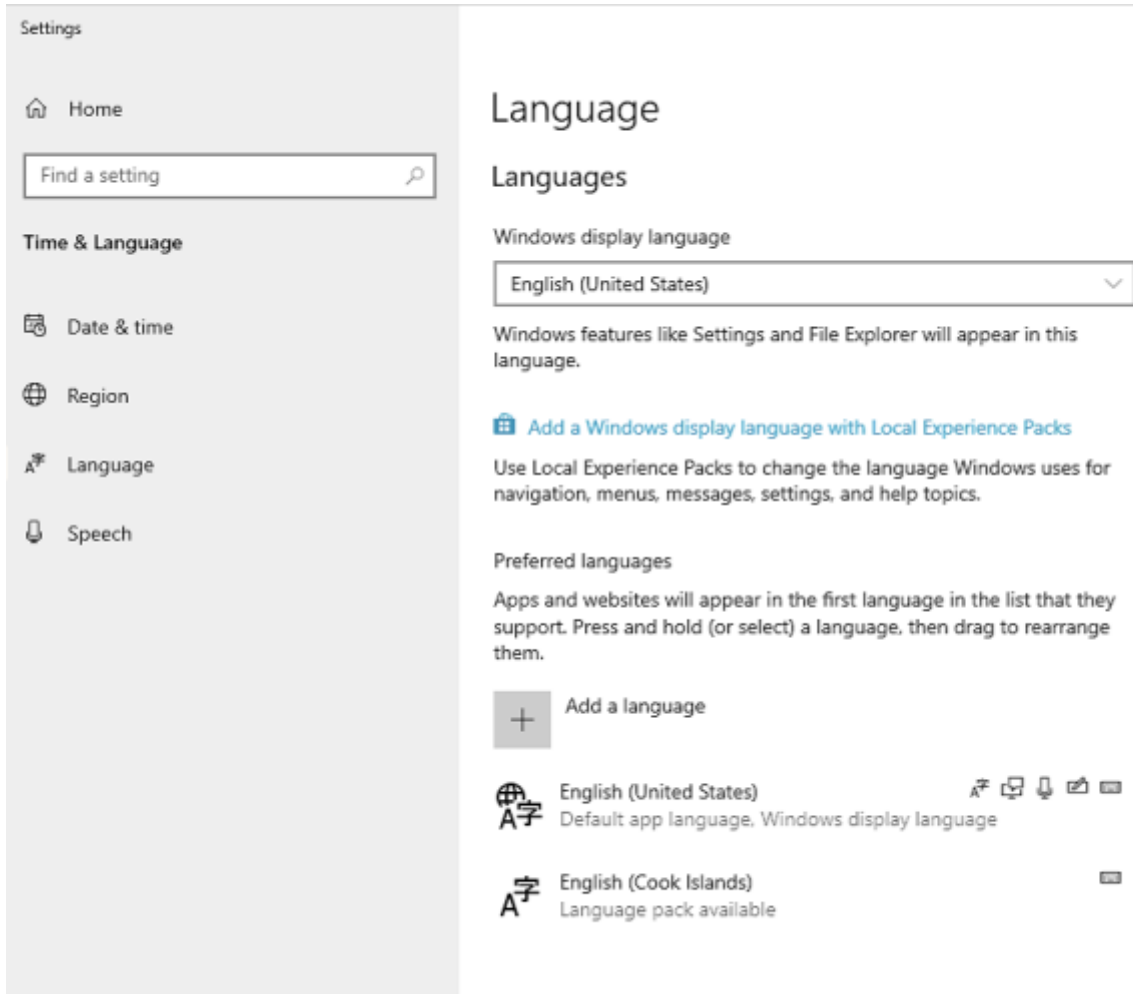 Settings
Home
Find a setting
Time & Language
Date & time
Region
Language
Speech
Language
Languages
Windows display language
English (United States)
Windows features like Settings and File Explorer will appear in this
language.
Add a Windows display language with Local Experience Packs
Use Local Experience Packs to change the language Windows uses for
navigation, menus, messages, settings, and help topics.
Preferred languages
Apps and websites will appear in the first language in the list that they
support. Press and hold (or select) a language, then drag to rearrange
them.
Add a language
English (United States)
Default app language, Windows display language
English (Cook Islands)
Language pack available